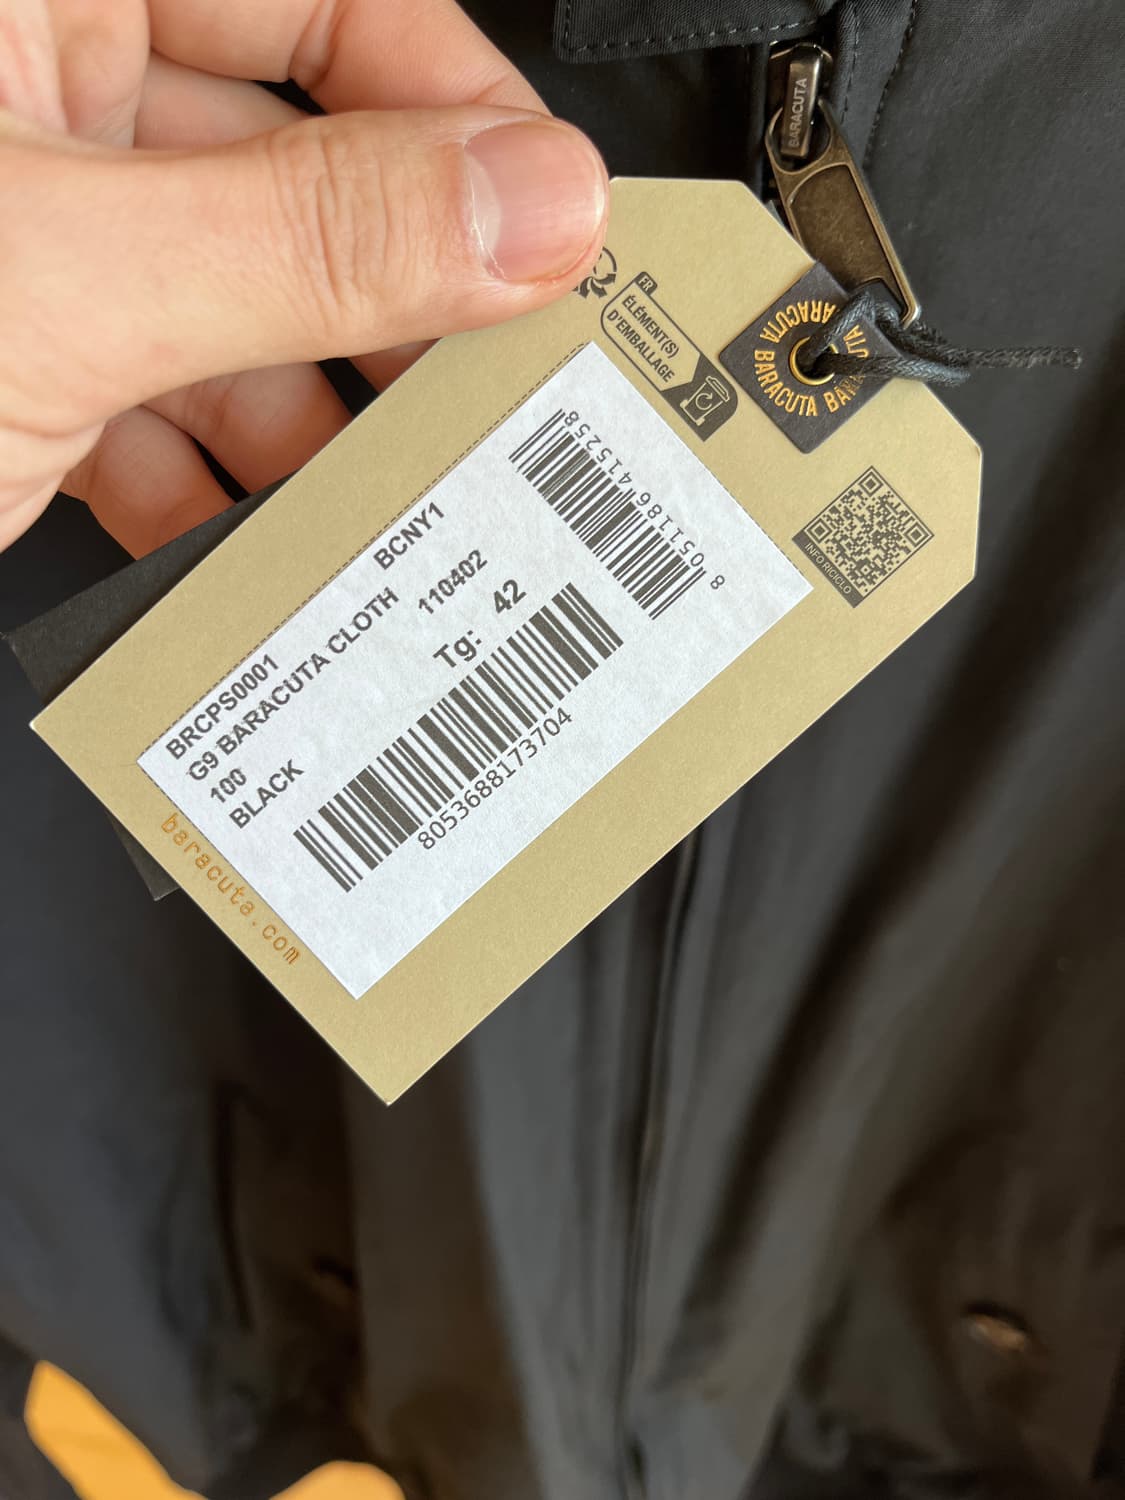 BARACUTA
FR
ÉLÉMENT(S)
D'EMBALLAGE
BARACUTA BARACUTA BARACUTA
INFO RICICLO
8 051186 415258
BRCPS0001 BCNY1
G9 BARACUTA CLOTH
100 110402
BLACK Tg: 42
8053688173704
baracuta.com